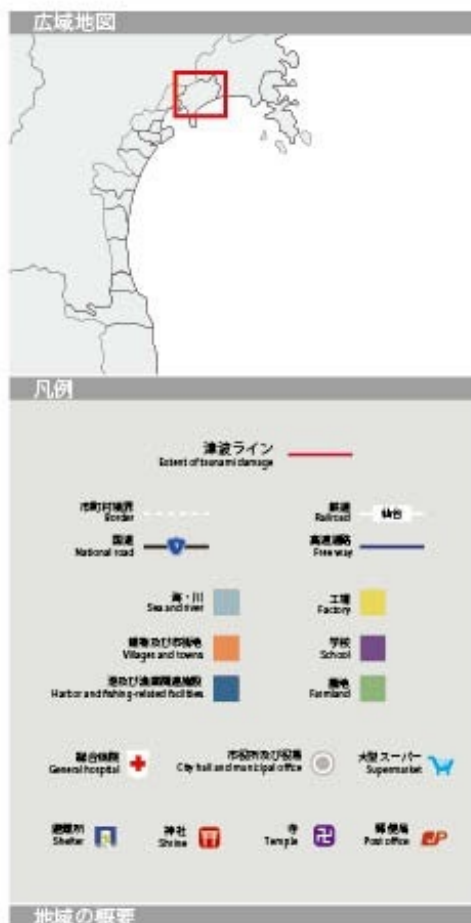 広域地図
凡例
津波ライン
Extent of tsunami damage
市町村境界
Border
鉄道
Railroad
仙台
国道
National road
高速道路
Freeway
海・川
Sea and river
工場
Factory
集落及び市街地
Villages and towns
学校
School
港及び漁業関連施設
Harbor and fishing-related facilities
農地
Farmland
総合病院
General hospital
市役所及び役場
City hall and municipal office
大型スーパー
Supermarket
避難所
Shelter
神社
Shrine
寺
Temple
郵便局
Post office
地域の概要